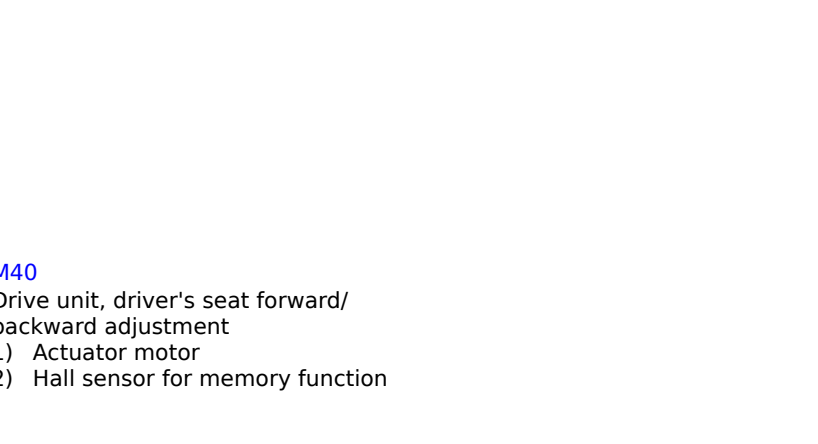 M40
Drive unit, driver's seat forward/
backward adjustment
1) Actuator motor
2) Hall sensor for memory function